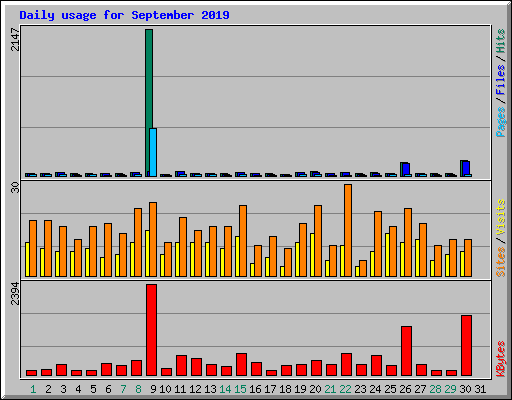 Daily usage for September 2019
2147
Pages / Files / Hits
30
Sites / Visits
2394
KBytes
1 2 3 4 5 6 7 8 9 10 11 12 13 14 15 16 17 18 19 20 21 22 23 24 25 26 27 28 29 30 31